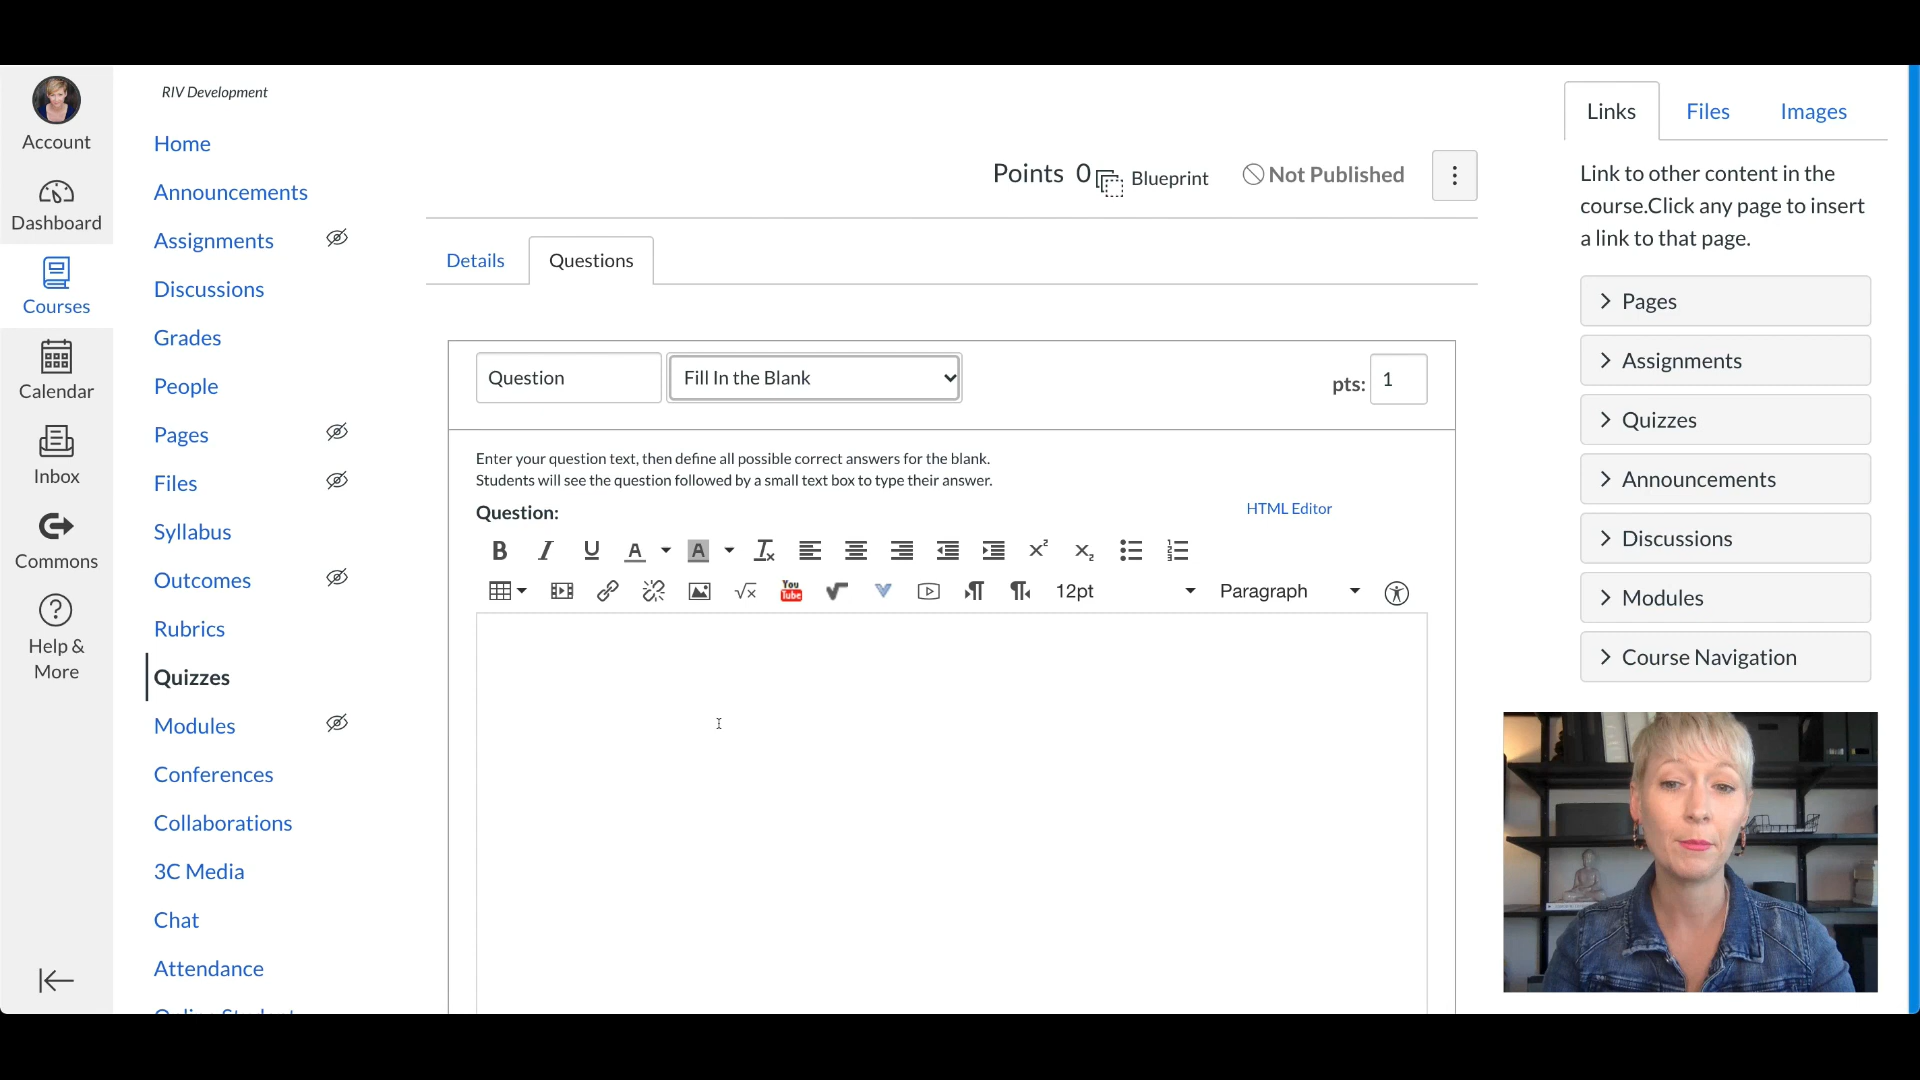 RIV Development
Account
Dashboard
Courses
Calendar
Inbox
Commons
Help &
More
Home
Announcements
Assignments
Discussions
Grades
People
Pages
Files
Syllabus
Outcomes
Rubrics
Quizzes
Modules
Conferences
Collaborations
3C Media
Chat
Attendance
Points 0 Blueprint Not Published
Details Questions
Question Fill In the Blank pts: 1
Enter your question text, then define all possible correct answers for the blank.
Students will see the question followed by a small text box to type their answer.
Question: HTML Editor
12pt Paragraph
You
Tube
Links Files Images
Link to other content in the
course.Click any page to insert
a link to that page.
Pages
Assignments
Quizzes
Announcements
Discussions
Modules
Course Navigation